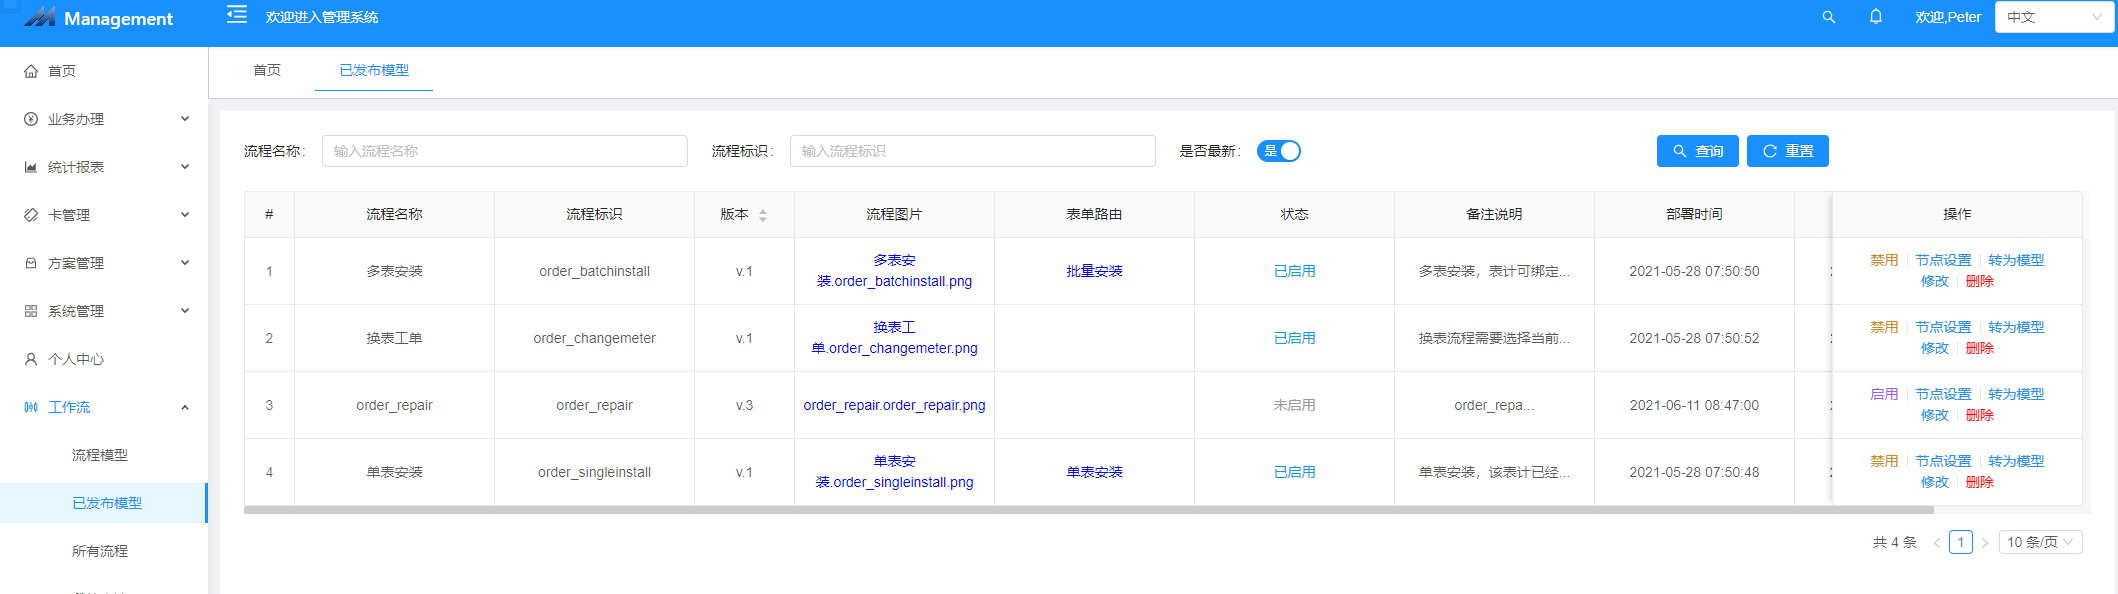 Management
欢迎进入管理系统
欢迎,Peter
中文
首页
业务办理
统计报表
卡管理
方案管理
系统管理
个人中心
工作流
流程模型
已发布模型
所有流程
首页 已发布模型
流程名称: 输入流程名称 流程标识: 输入流程标识 是否最新: 是 查询 重置
# 流程名称 流程标识 版本 流程图片 表单路由 状态 备注说明 部署时间 操作
1 多表安装 order_batchinstall v.1 多表安装.order_batchinstall.png 批量安装 已启用 多表安装，表计可绑定... 2021-05-28 07:50:50 禁用 节点设置 转为模型 修改 删除
2 换表工单 order_changemeter v.1 换表工单.order_changemeter.png 已启用 换表流程需要选择当前... 2021-05-28 07:50:52 禁用 节点设置 转为模型 修改 删除
3 order_repair order_repair v.3 order_repair.order_repair.png 未启用 order_repa... 2021-06-11 08:47:00 启用 节点设置 转为模型 修改 删除
4 单表安装 order_singleinstall v.1 单表安装.order_singleinstall.png 单表安装 已启用 单表安装，该表计已经... 2021-05-28 07:50:48 禁用 节点设置 转为模型 修改 删除
共 4 条 < 1 > 10 条/页